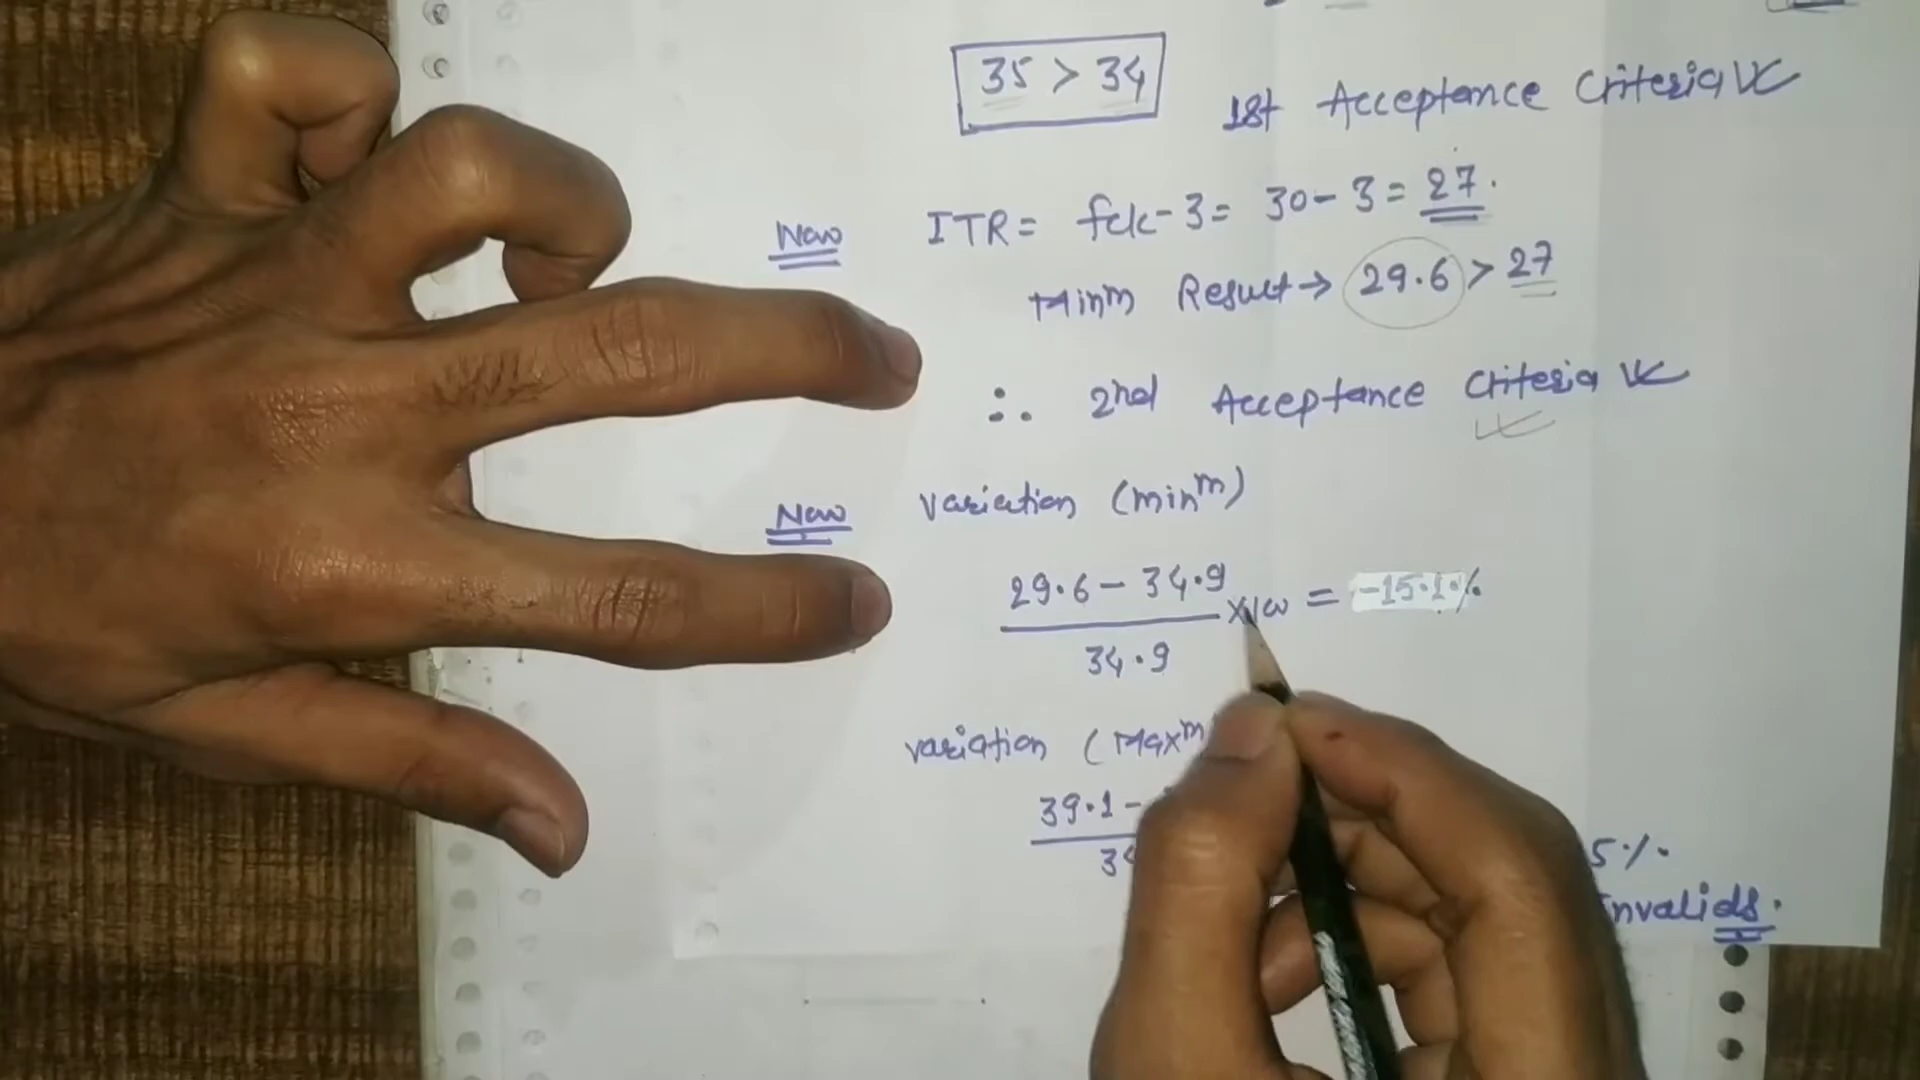 35 > 34
1st Acceptance Criteria
Now ITR = fck - 3 = 30 - 3 = 27.
Minm Result → 29.6 > 27
∴ 2nd Acceptance Criteria
Now Variation (minm)
29.6 - 34.9
x100 = -15.1%
34.9
variation (Maxm
39.1 -
5%
Invalids.